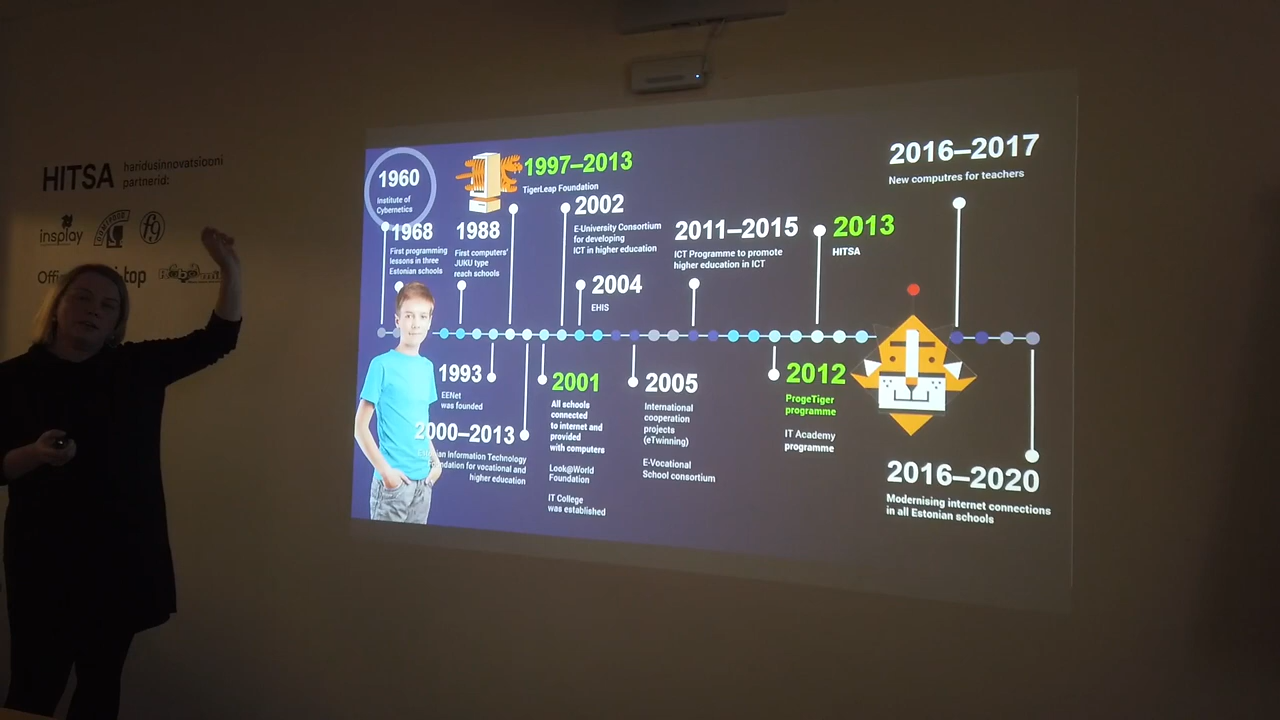 HITSA haridusinnovatsiooni
partnerid:
insplay
top
1960
Institute of
Cybernetics
1968
First programming
lessons in three
Estonian schools
1988
First computers'
JUKU type
reach schools
1997–2013
TigerLeap Foundation
2002
E-University Consortium
for developing
ICT in higher education
2004
EHIS
2011–2015
ICT Programme to promote
higher education in ICT
2013
HITSA
2016–2017
New computres for teachers
1993
EENet
was founded
2000–2013
Information Technology
Foundation for vocational and
higher education
2001
All schools
connected
to internet and
provided
with computers
Look@World
Foundation
IT College
was established
2005
International
cooperation
projects
(eTwinning)
E-Vocational
School consortium
2012
ProgeTiger
programme
IT Academy
programme
2016–2020
Modernising internet connections
in all Estonian schools